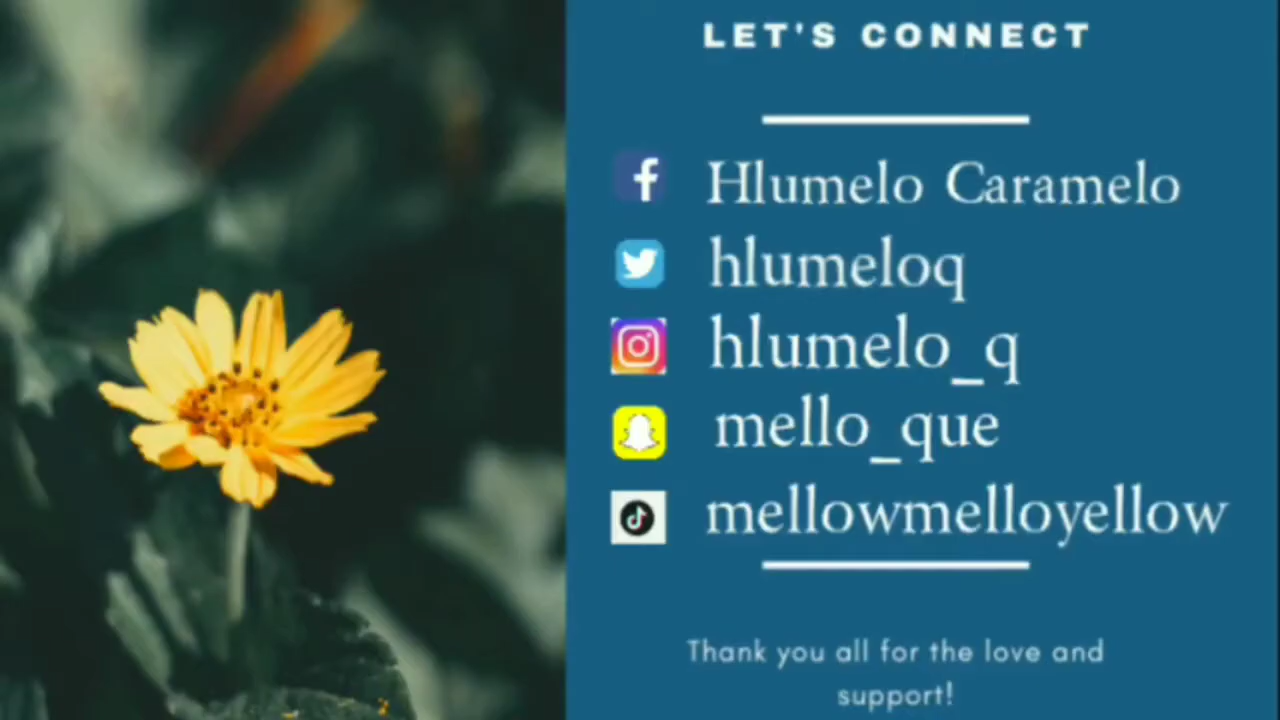 LET'S CONNECT
Hlumelo Caramelo
hlumeloq
hlumelo_q
mello_que
mellowmelloyellow
Thank you all for the love and
support!